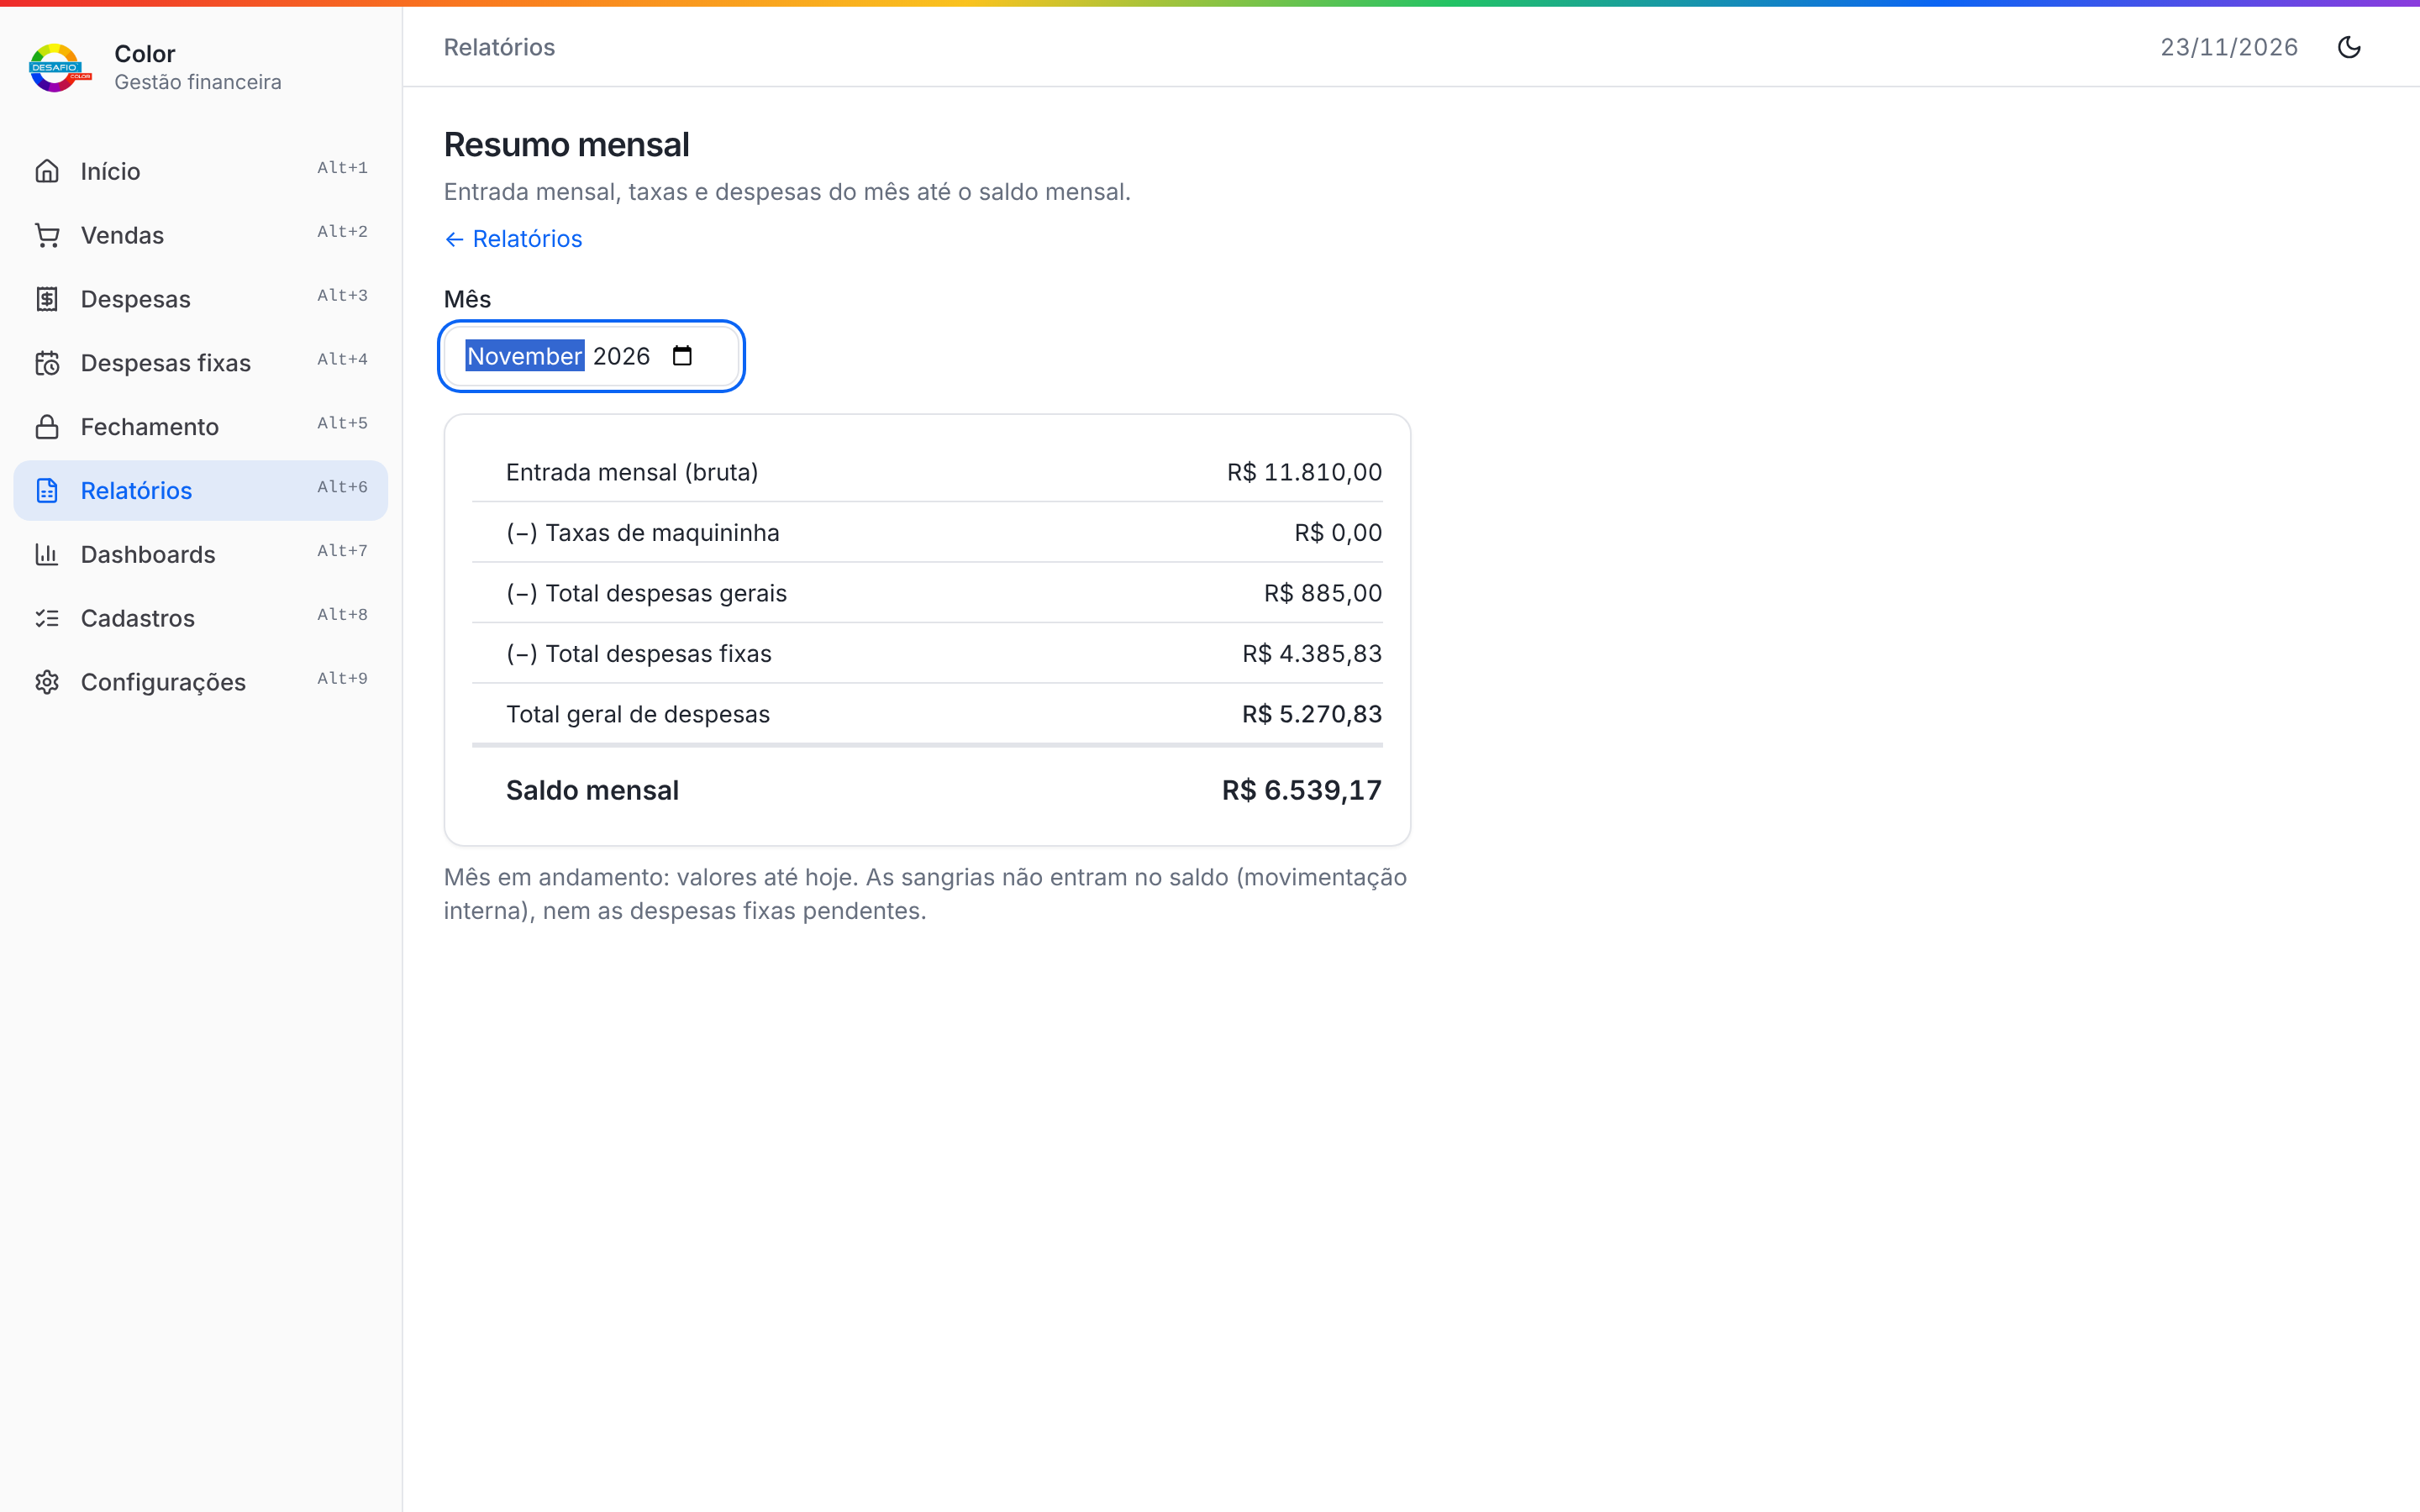 DESAFIO
COLOR
Color
Gestão financeira
Início Alt+1
Vendas Alt+2
Despesas Alt+3
Despesas fixas Alt+4
Fechamento Alt+5
Relatórios Alt+6
Dashboards Alt+7
Cadastros Alt+8
Configurações Alt+9
Relatórios 23/11/2026
Resumo mensal
Entrada mensal, taxas e despesas do mês até o saldo mensal.
← Relatórios
Mês
November 2026
Entrada mensal (bruta) R$ 11.810,00
(−) Taxas de maquininha R$ 0,00
(−) Total despesas gerais R$ 885,00
(−) Total despesas fixas R$ 4.385,83
Total geral de despesas R$ 5.270,83
Saldo mensal R$ 6.539,17
Mês em andamento: valores até hoje. As sangrias não entram no saldo (movimentação
interna), nem as despesas fixas pendentes.